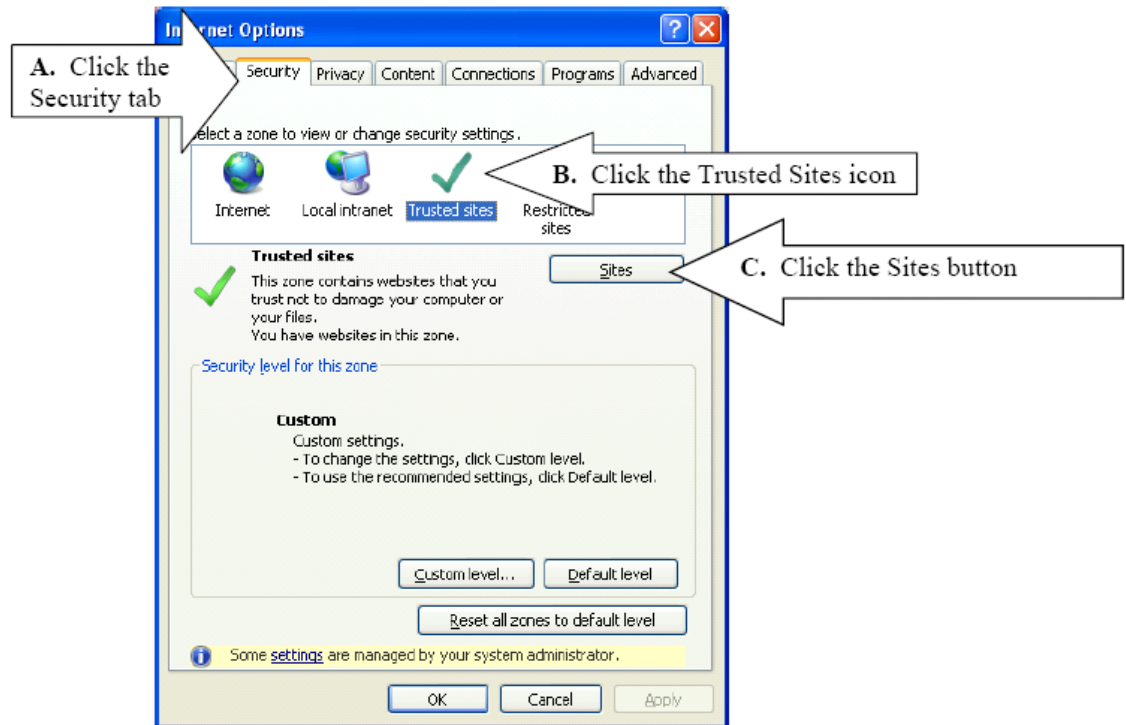 Internet Options
A. Click the
Security tab
Security Privacy Content Connections Programs Advanced
Select a zone to view or change security settings.
B. Click the Trusted Sites icon
Internet Local intranet Trusted sites Restricted
sites
Trusted sites
Sites
C. Click the Sites button
This zone contains websites that you
trust not to damage your computer or
your files.
You have websites in this zone.
Security level for this zone
Custom
Custom settings.
- To change the settings, click Custom level.
- To use the recommended settings, click Default level.
Custom level... Default level
Reset all zones to default level
Some settings are managed by your system administrator.
OK Cancel Apply